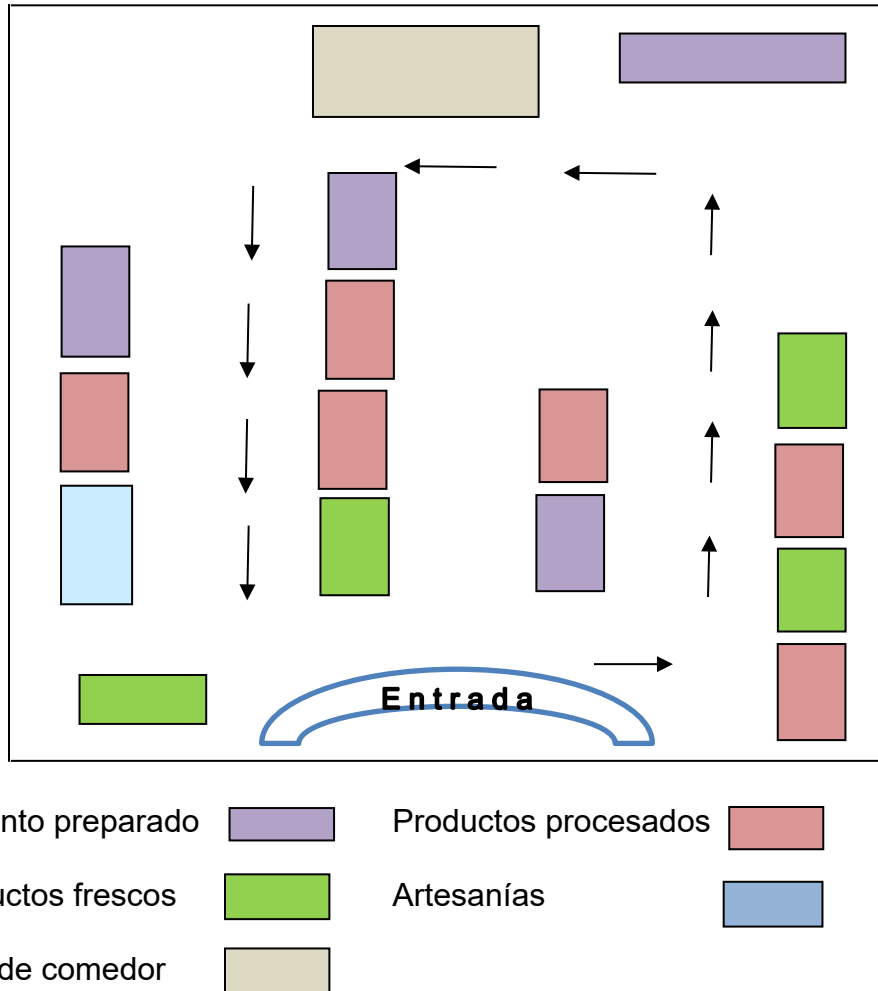 Entrada
nto preparado Productos procesados
uctos frescos Artesanías
de comedor